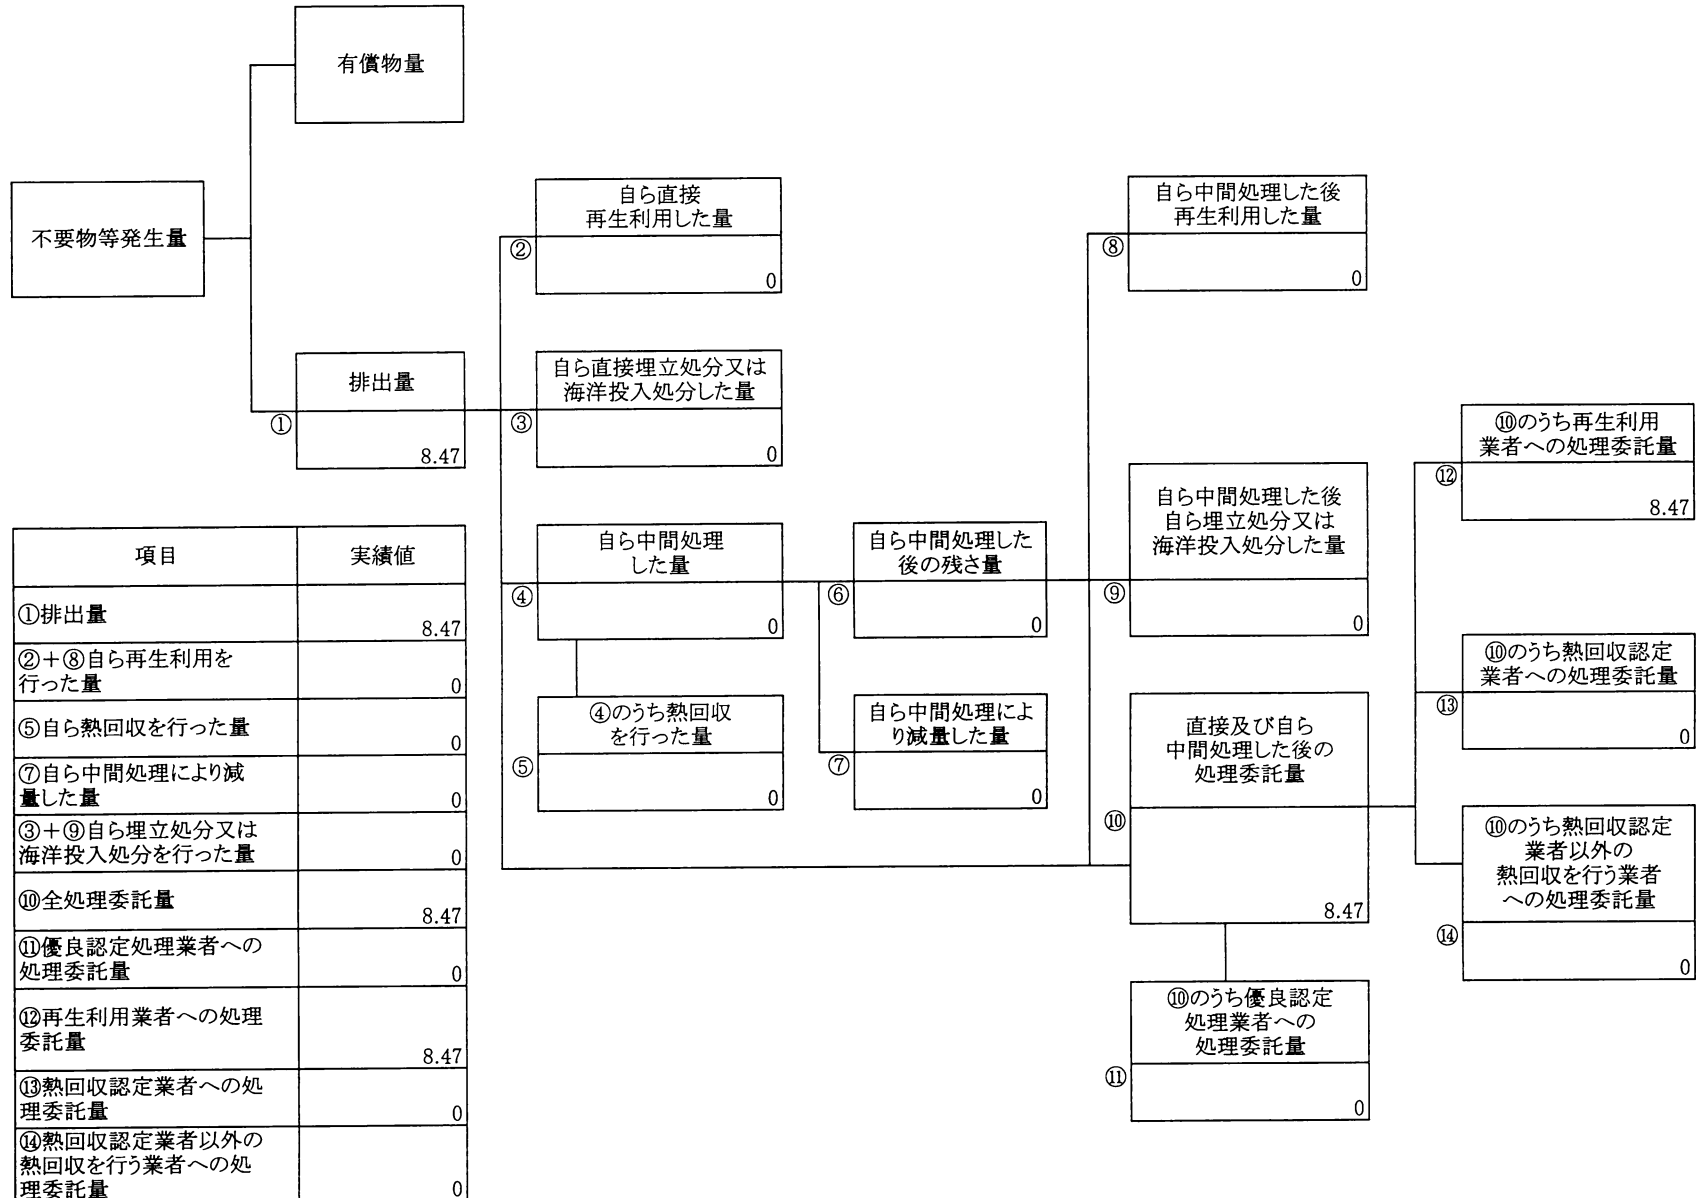 有償物量
不要物等発生量
排出量
①
8.47
自ら直接
再生利用した量
②
0
自ら直接埋立処分又は
海洋投入処分した量
③
0
自ら中間処理
した量
④
0
④のうち熱回収
を行った量
⑤
0
自ら中間処理した
後の残さ量
⑥
0
自ら中間処理によ
り減量した量
⑦
0
自ら中間処理した後
再生利用した量
⑧
0
自ら中間処理した後
自ら埋立処分又は
海洋投入処分した量
⑨
0
直接及び自ら
中間処理した後の
処理委託量
⑩
8.47
⑩のうち優良認定
処理業者への
処理委託量
⑪
0
⑩のうち再生利用
業者への処理委託量
⑫
8.47
⑩のうち熱回収認定
業者への処理委託量
⑬
0
⑩のうち熱回収認定
業者以外の
熱回収を行う業者
への処理委託量
⑭
0
項目 実績値
①排出量 8.47
②+⑧自ら再生利用を
行った量 0
⑤自ら熱回収を行った量 0
⑦自ら中間処理により減
量した量 0
③+⑨自ら埋立処分又は
海洋投入処分を行った量 0
⑩全処理委託量 8.47
⑪優良認定処理業者への
処理委託量 0
⑫再生利用業者への処理
委託量 8.47
⑬熱回収認定業者への処
理委託量 0
⑭熱回収認定業者以外の
熱回収を行う業者への処
理委託量 0